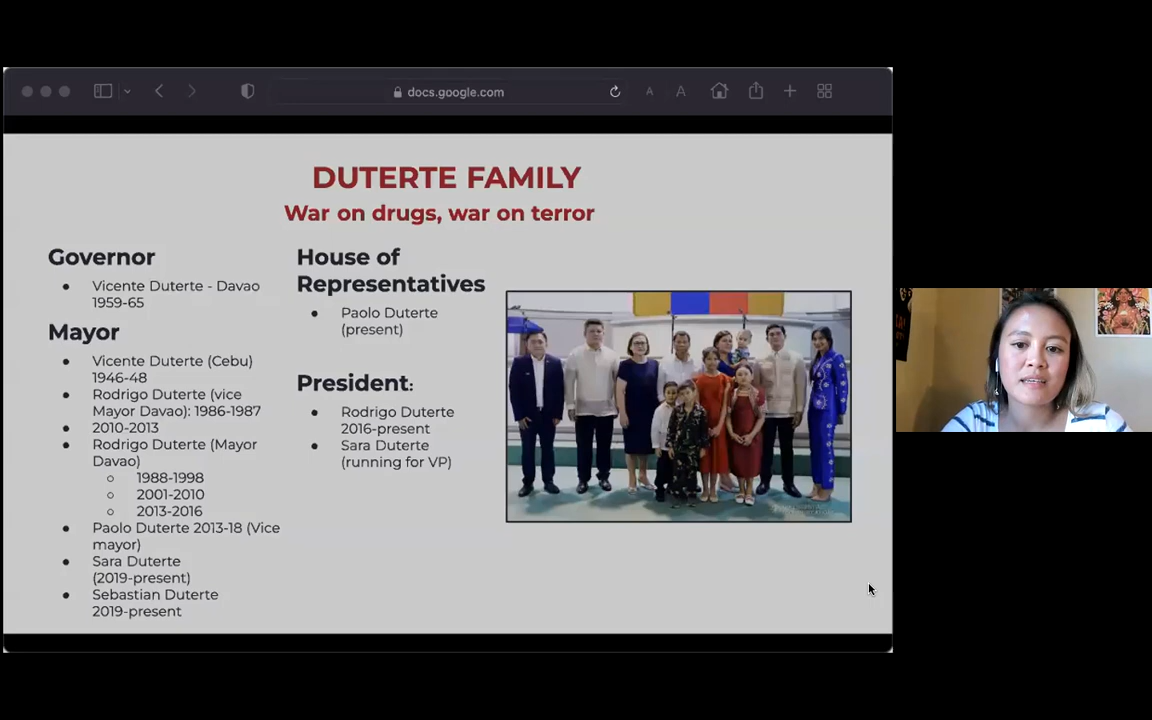 docs.google.com
A A
DUTERTE FAMILY
War on drugs, war on terror
Governor
Vicente Duterte - Davao
1959-65
Mayor
Vicente Duterte (Cebu)
1946-48
Rodrigo Duterte (vice
Mayor Davao): 1986-1987
2010-2013
Rodrigo Duterte (Mayor
Davao)
1988-1998
2001-2010
2013-2016
Paolo Duterte 2013-18 (Vice
mayor)
Sara Duterte
(2019-present)
Sebastian Duterte
2019-present
House of
Representatives
Paolo Duterte
(present)
President:
Rodrigo Duterte
2016-present
Sara Duterte
(running for VP)